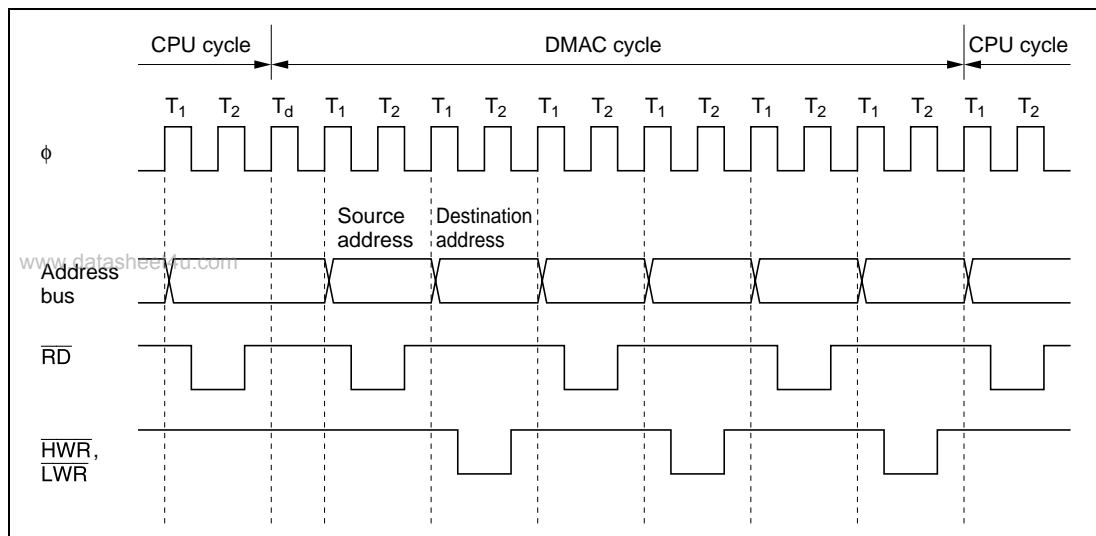 CPU cycle DMAC cycle CPU cycle
T1 T2 Td T1 T2 T1 T2 T1 T2 T1 T2 T1 T2 T1 T2 T1 T2
φ
Source Destination
address address
www.datasheet4u.com
Address
bus
RD
HWR,
LWR